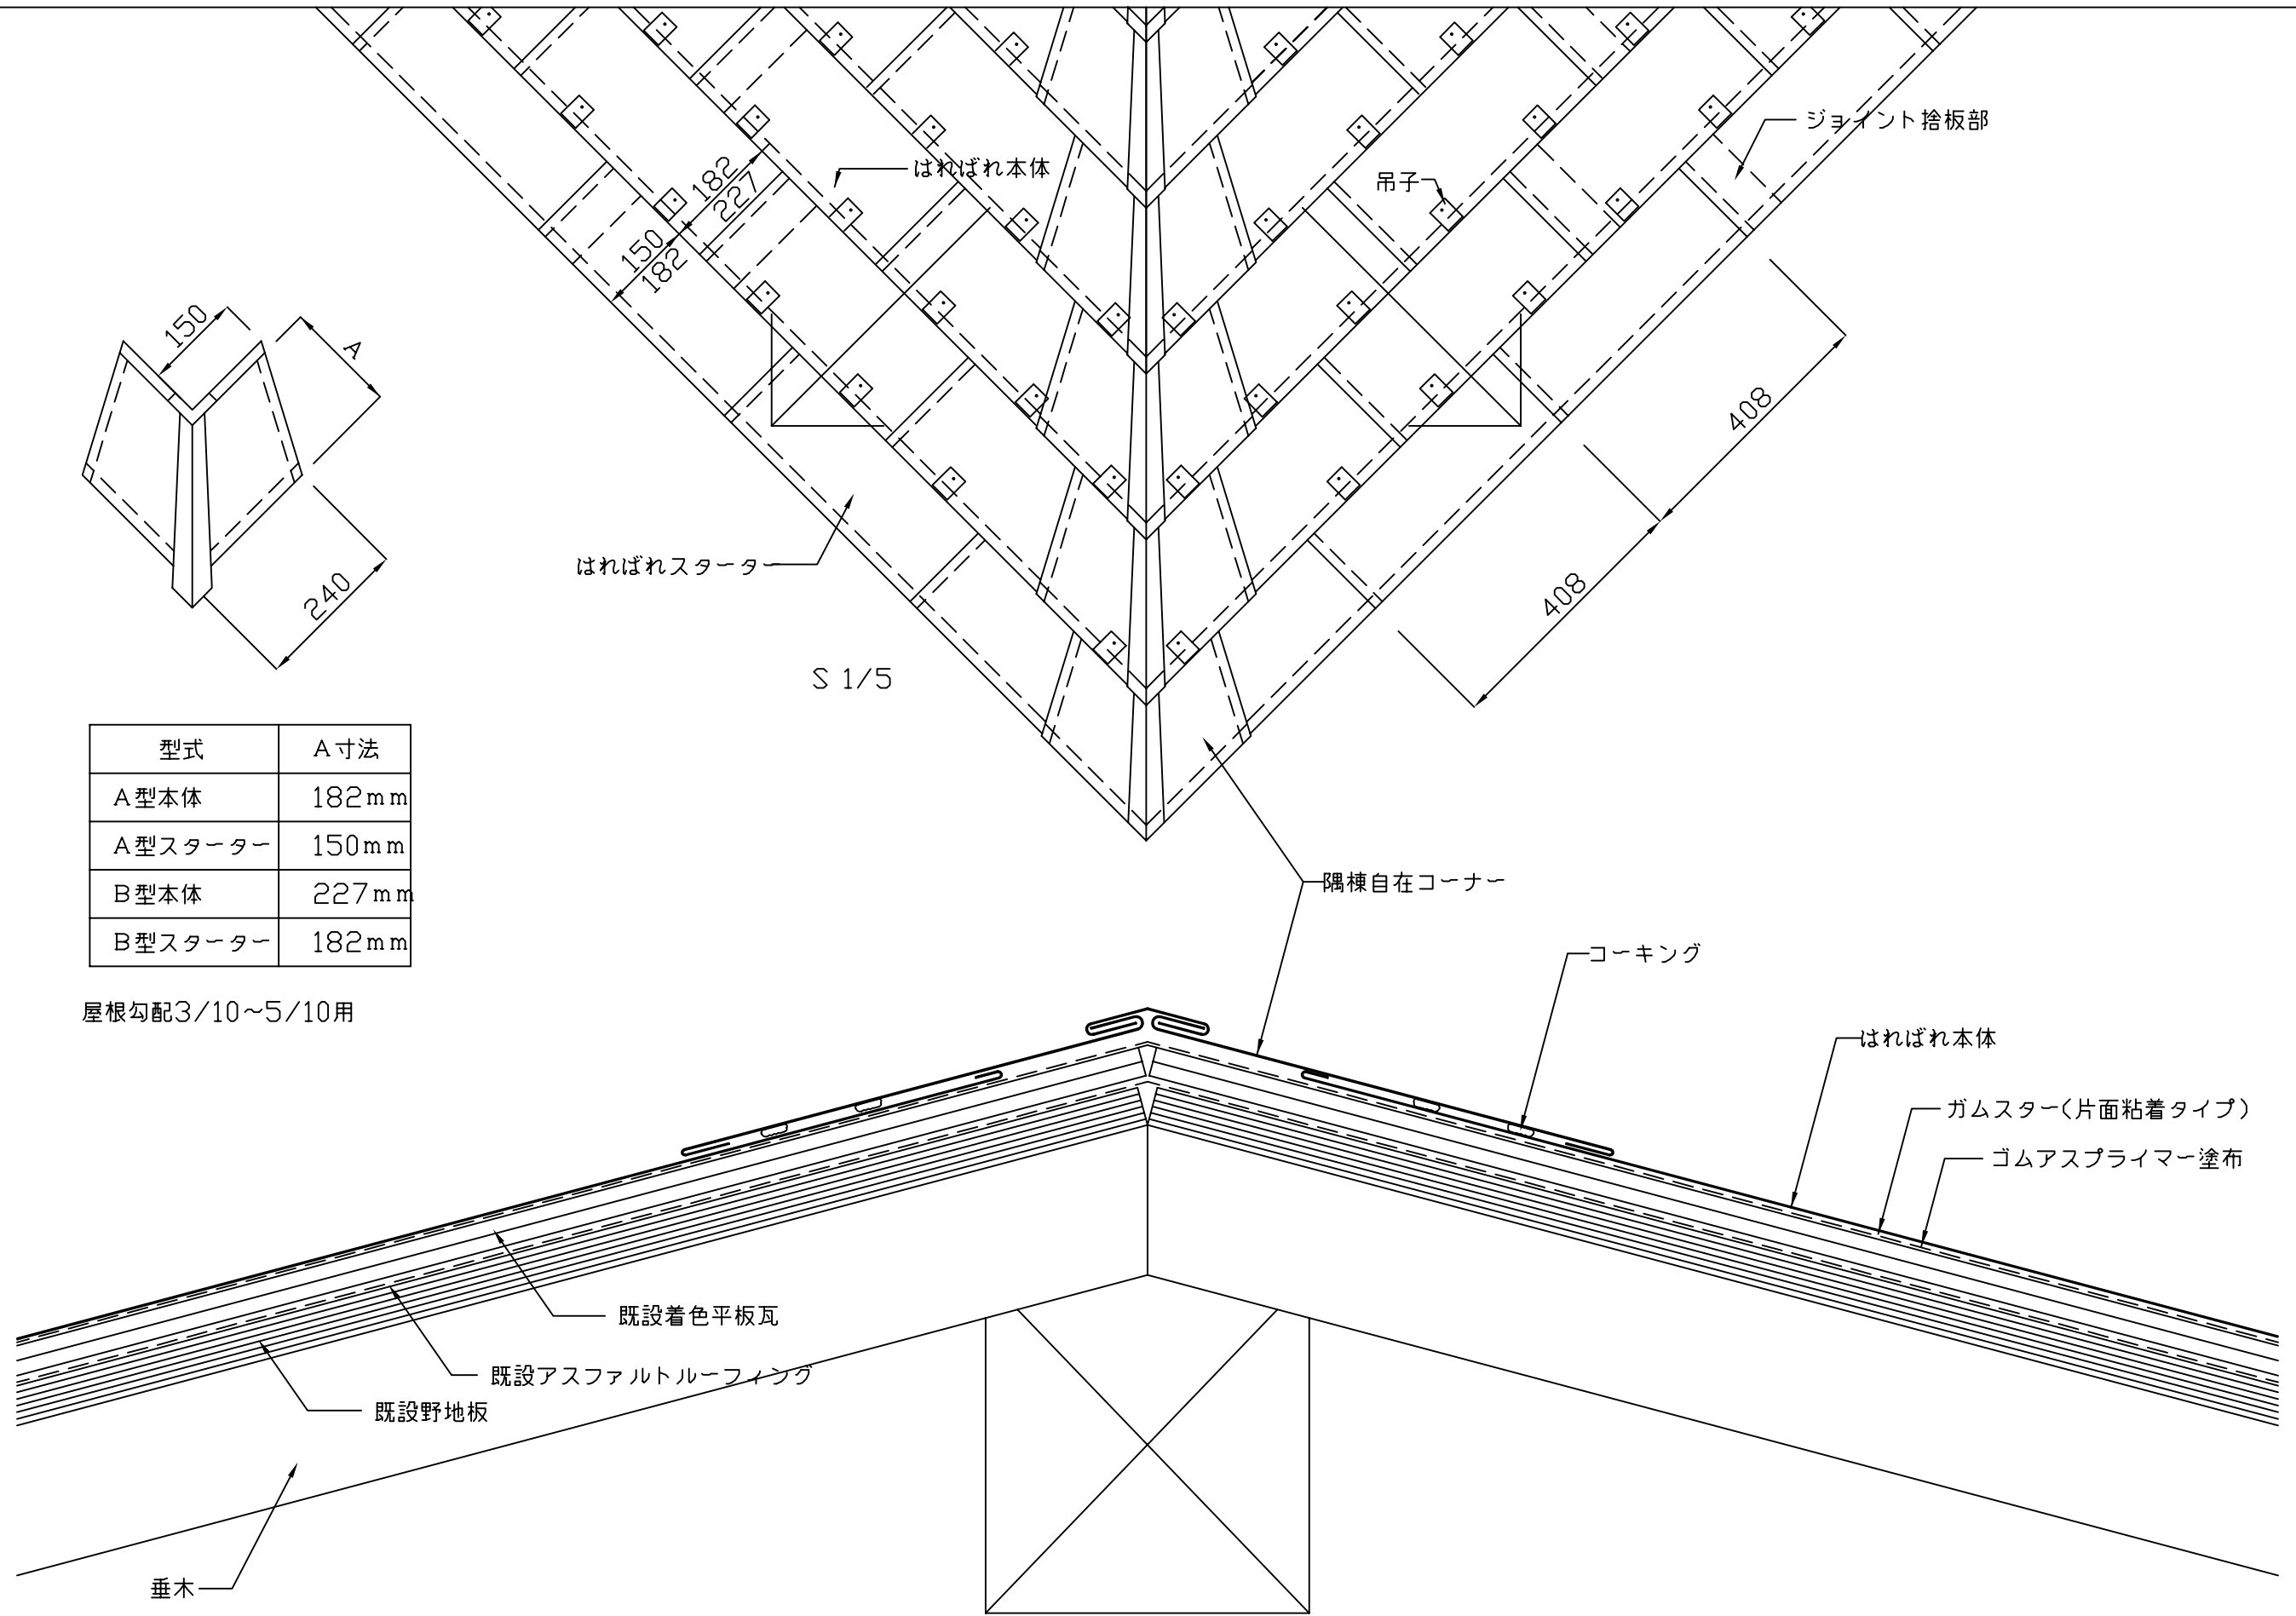 ジョイント捨板部
はればれ本体
吊子
182
227
150
182
150
A
408
408
240
はればれスターター
S 1/5
型式 A寸法
A型本体 182mm
A型スターター 150mm
B型本体 227mm
B型スターター 182mm
屋根勾配3/10～5/10用
隅棟自在コーナー
コーキング
はればれ本体
ガムスター(片面粘着タイプ)
ゴムアスプライマー塗布
既設着色平板瓦
既設アスファルトルーフィング
既設野地板
垂木